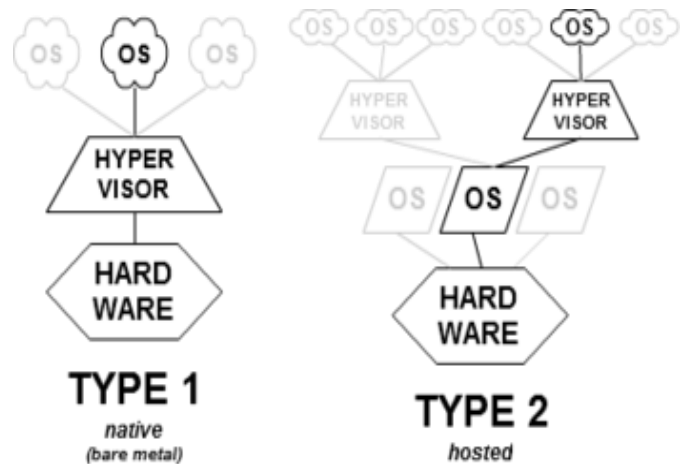 OS OS OS
HYPER
VISOR
HARD
WARE
TYPE 1
native
(bare metal)
OS OS OS OS OS OS
HYPER
VISOR
HYPER
VISOR
OS OS OS
HARD
WARE
TYPE 2
hosted